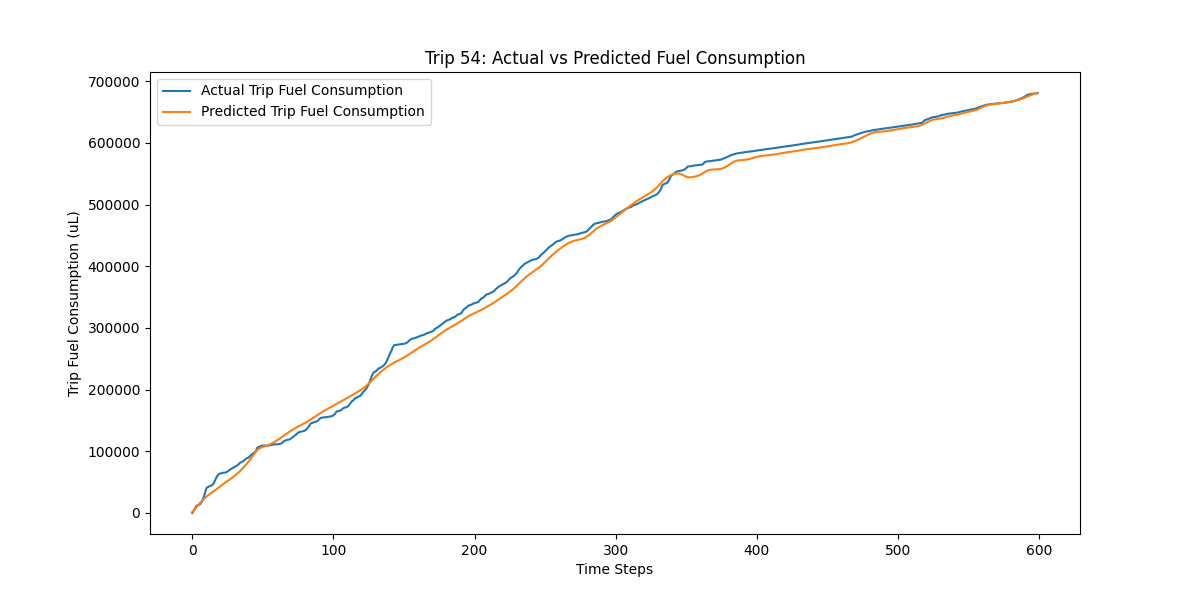 Trip 54: Actual vs Predicted Fuel Consumption
Actual Trip Fuel Consumption
Predicted Trip Fuel Consumption
Trip Fuel Consumption (uL)
700000
600000
500000
400000
300000
200000
100000
0
0 100 200 300 400 500 600
Time Steps